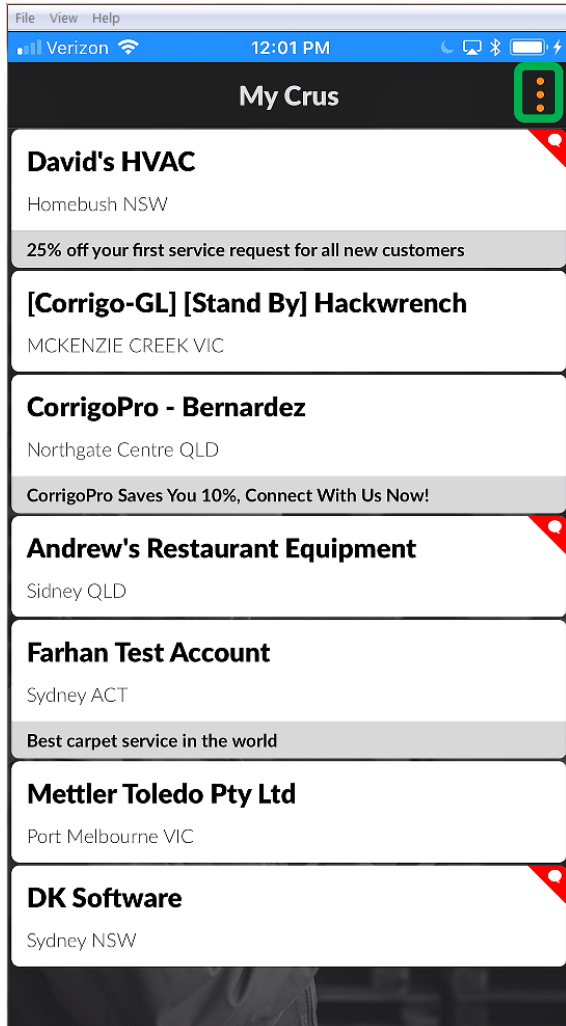 File View Help
Verizon 12:01 PM
My Crus
David's HVAC
Homebush NSW
25% off your first service request for all new customers
[Corrigo-GL] [Stand By] Hackwrench
MCKENZIE CREEK VIC
CorrigoPro - Bernardez
Northgate Centre QLD
CorrigoPro Saves You 10%, Connect With Us Now!
Andrew's Restaurant Equipment
Sidney QLD
Farhan Test Account
Sydney ACT
Best carpet service in the world
Mettler Toledo Pty Ltd
Port Melbourne VIC
DK Software
Sydney NSW